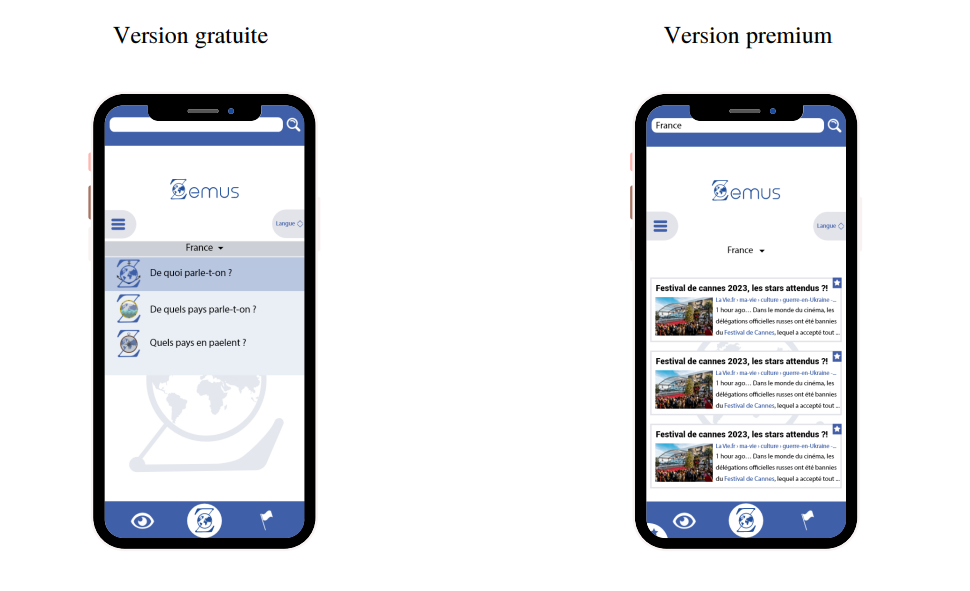 Version gratuite
Version premium
Zemus
Langue
France
De quoi parle-t-on ?
De quels pays parle-t-on ?
Quels pays en paelent ?
France
Zemus
Langue
France
Festival de cannes 2023, les stars attendus ?!
La Vie.fr › ma-vie › culture › guerre-en-Ukraine -...
1 hour ago… Dans le monde du cinéma, les
délégations officielles russes ont été bannies
du Festival de Cannes, lequel a accepté tout ...
Festival de cannes 2023, les stars attendus ?!
La Vie.fr › ma-vie › culture › guerre-en-Ukraine -...
1 hour ago… Dans le monde du cinéma, les
délégations officielles russes ont été bannies
du Festival de Cannes, lequel a accepté tout ...
Festival de cannes 2023, les stars attendus ?!
La Vie.fr › ma-vie › culture › guerre-en-Ukraine -...
1 hour ago… Dans le monde du cinéma, les
délégations officielles russes ont été bannies
du Festival de Cannes, lequel a accepté tout ...